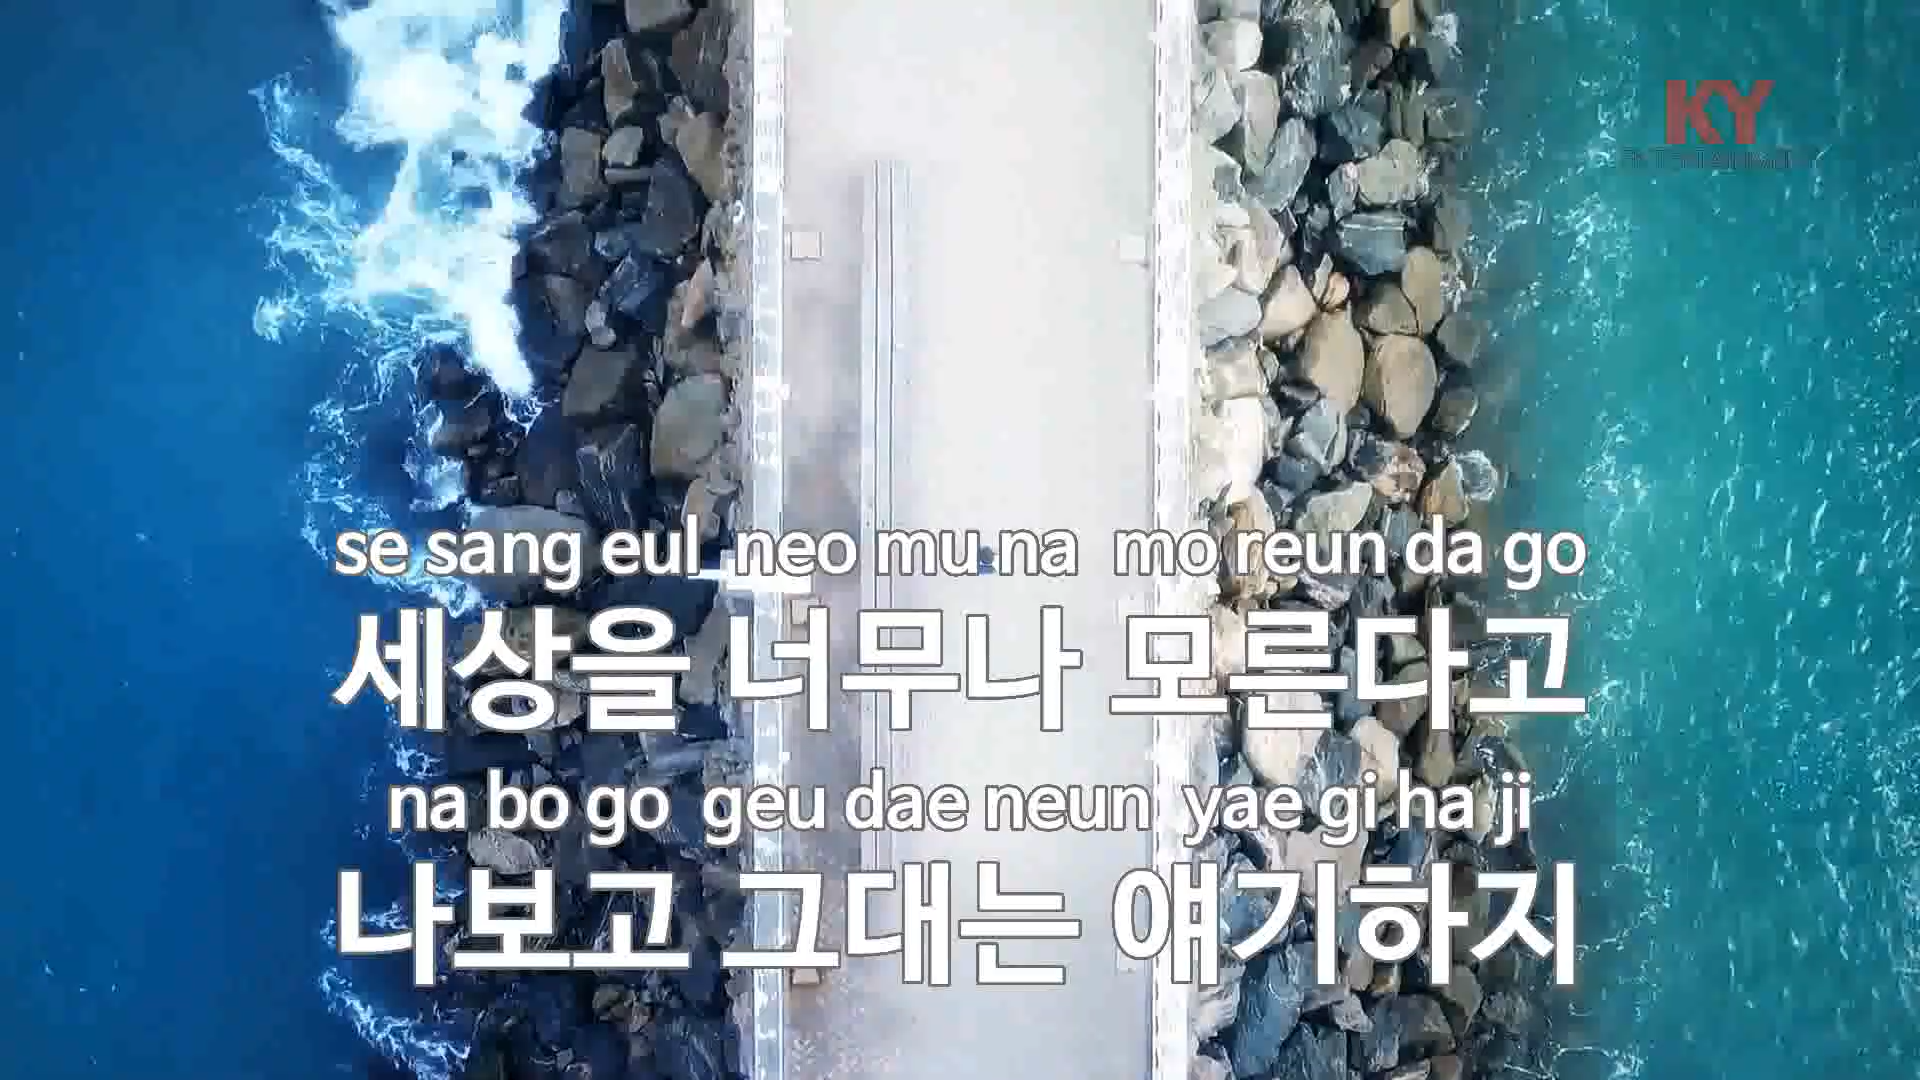 KY
se sang eul neo mu na mo reun da go
세상을 너무나 모른다고
na bo go geu dae neun yae gi ha ji
나보고 그대는 얘기하지